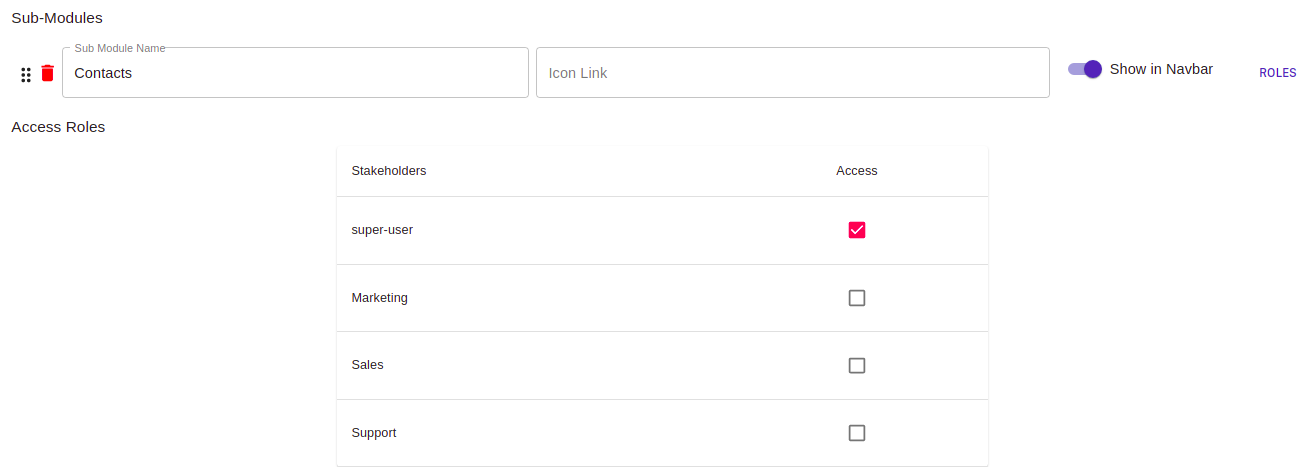 Sub-Modules
Sub Module Name
Contacts
Icon Link
Show in Navbar
ROLES
Access Roles
Stakeholders Access
super-user
Marketing
Sales
Support